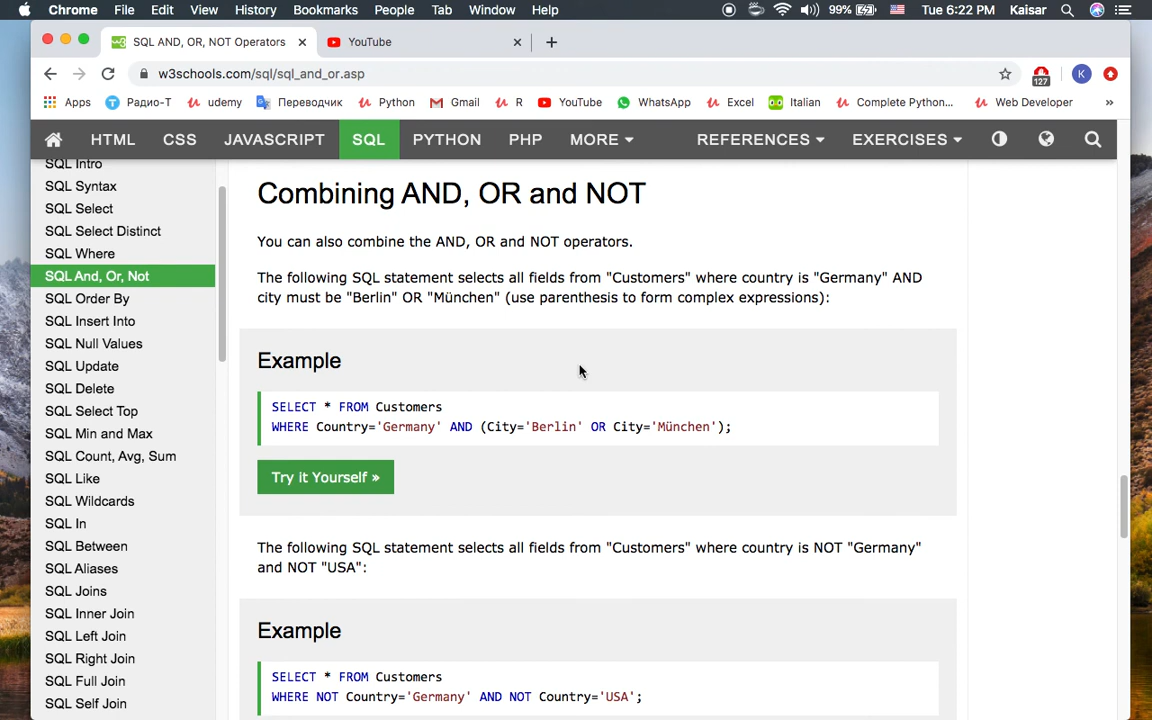 Chrome File Edit View History Bookmarks People Tab Window Help 99% Tue 6:22 PM Kaisar
SQL AND, OR, NOT Operators
YouTube
w3schools.com/sql/sql_and_or.asp
127
K
Apps Радио-Т udemy Переводчик Python Gmail R YouTube WhatsApp Excel Italian Complete Python... Web Developer »
HTML CSS JAVASCRIPT SQL PYTHON PHP MORE REFERENCES EXERCISES
SQL Intro
SQL Syntax
SQL Select
SQL Select Distinct
SQL Where
SQL And, Or, Not
SQL Order By
SQL Insert Into
SQL Null Values
SQL Update
SQL Delete
SQL Select Top
SQL Min and Max
SQL Count, Avg, Sum
SQL Like
SQL Wildcards
SQL In
SQL Between
SQL Aliases
SQL Joins
SQL Inner Join
SQL Left Join
SQL Right Join
SQL Full Join
SQL Self Join
Combining AND, OR and NOT
You can also combine the AND, OR and NOT operators.
The following SQL statement selects all fields from "Customers" where country is "Germany" AND
city must be "Berlin" OR "München" (use parenthesis to form complex expressions):
Example
SELECT * FROM Customers
WHERE Country='Germany' AND (City='Berlin' OR City='München');
Try it Yourself »
The following SQL statement selects all fields from "Customers" where country is NOT "Germany"
and NOT "USA":
Example
SELECT * FROM Customers
WHERE NOT Country='Germany' AND NOT Country='USA';